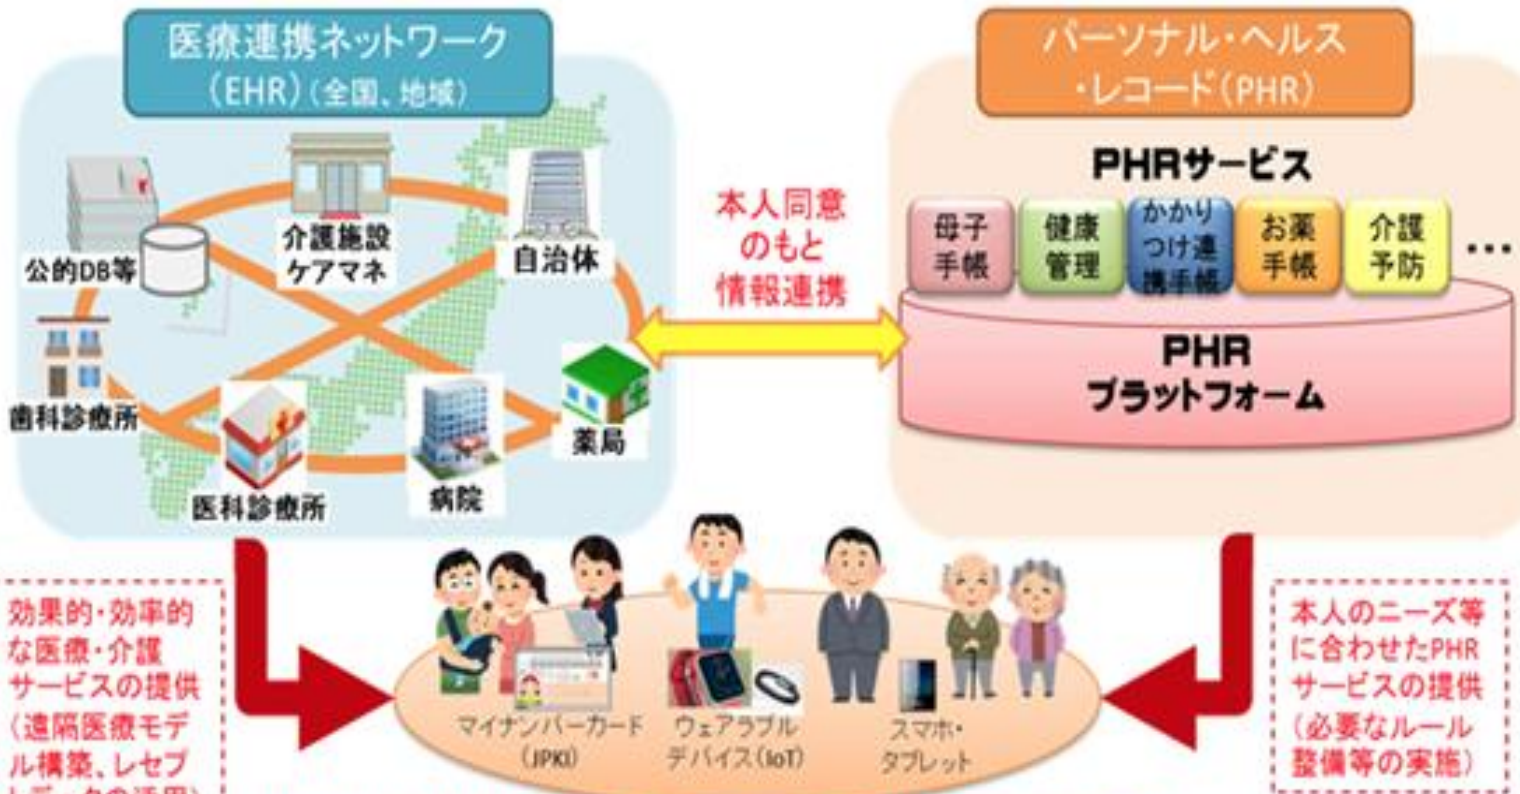 医療連携ネットワーク
(EHR)(全国、地域)
パーソナル・ヘルス
・レコード(PHR)
公的DB等
介護施設
ケアマネ
自治体
歯科診療所
医科診療所
病院
薬局
本人同意
のもと
情報連携
PHRサービス
母子
手帳
健康
管理
かかり
つけ連
携手帳
お薬
手帳
介護
予防
…
PHR
プラットフォーム
効果的・効率的
な医療・介護
サービスの提供
(遠隔医療モデ
ル構築、レセプ
トデータの活用)
マイナンバーカード
(JPKI)
ウェアラブル
デバイス(IoT)
スマホ・
タブレット
本人のニーズ等
に合わせたPHR
サービスの提供
(必要なルール
整備等の実施)